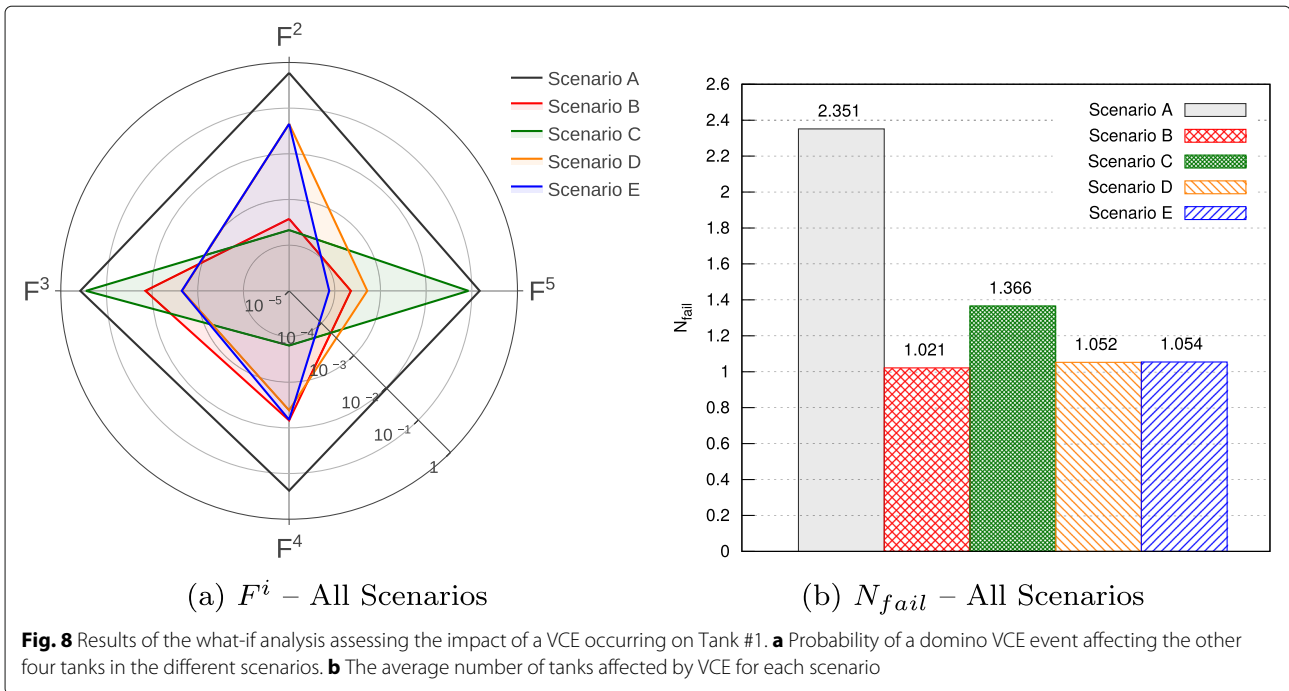 F²
Scenario A
Scenario B
Scenario C
Scenario D
Scenario E
F³
F⁵
10⁻⁵
10⁻⁴
10⁻³
10⁻²
10⁻¹
1
F⁴
(a) Fⁱ – All Scenarios
2.6
2.4
2.2
2
1.8
1.6
1.4
1.2
1
0.8
0.6
0.4
0.2
0
N_fail
2.351
1.021
1.366
1.052
1.054
Scenario A
Scenario B
Scenario C
Scenario D
Scenario E
(b) N_fail – All Scenarios
Fig. 8 Results of the what-if analysis assessing the impact of a VCE occurring on Tank #1. a Probability of a domino VCE event affecting the other
four tanks in the different scenarios. b The average number of tanks affected by VCE for each scenario